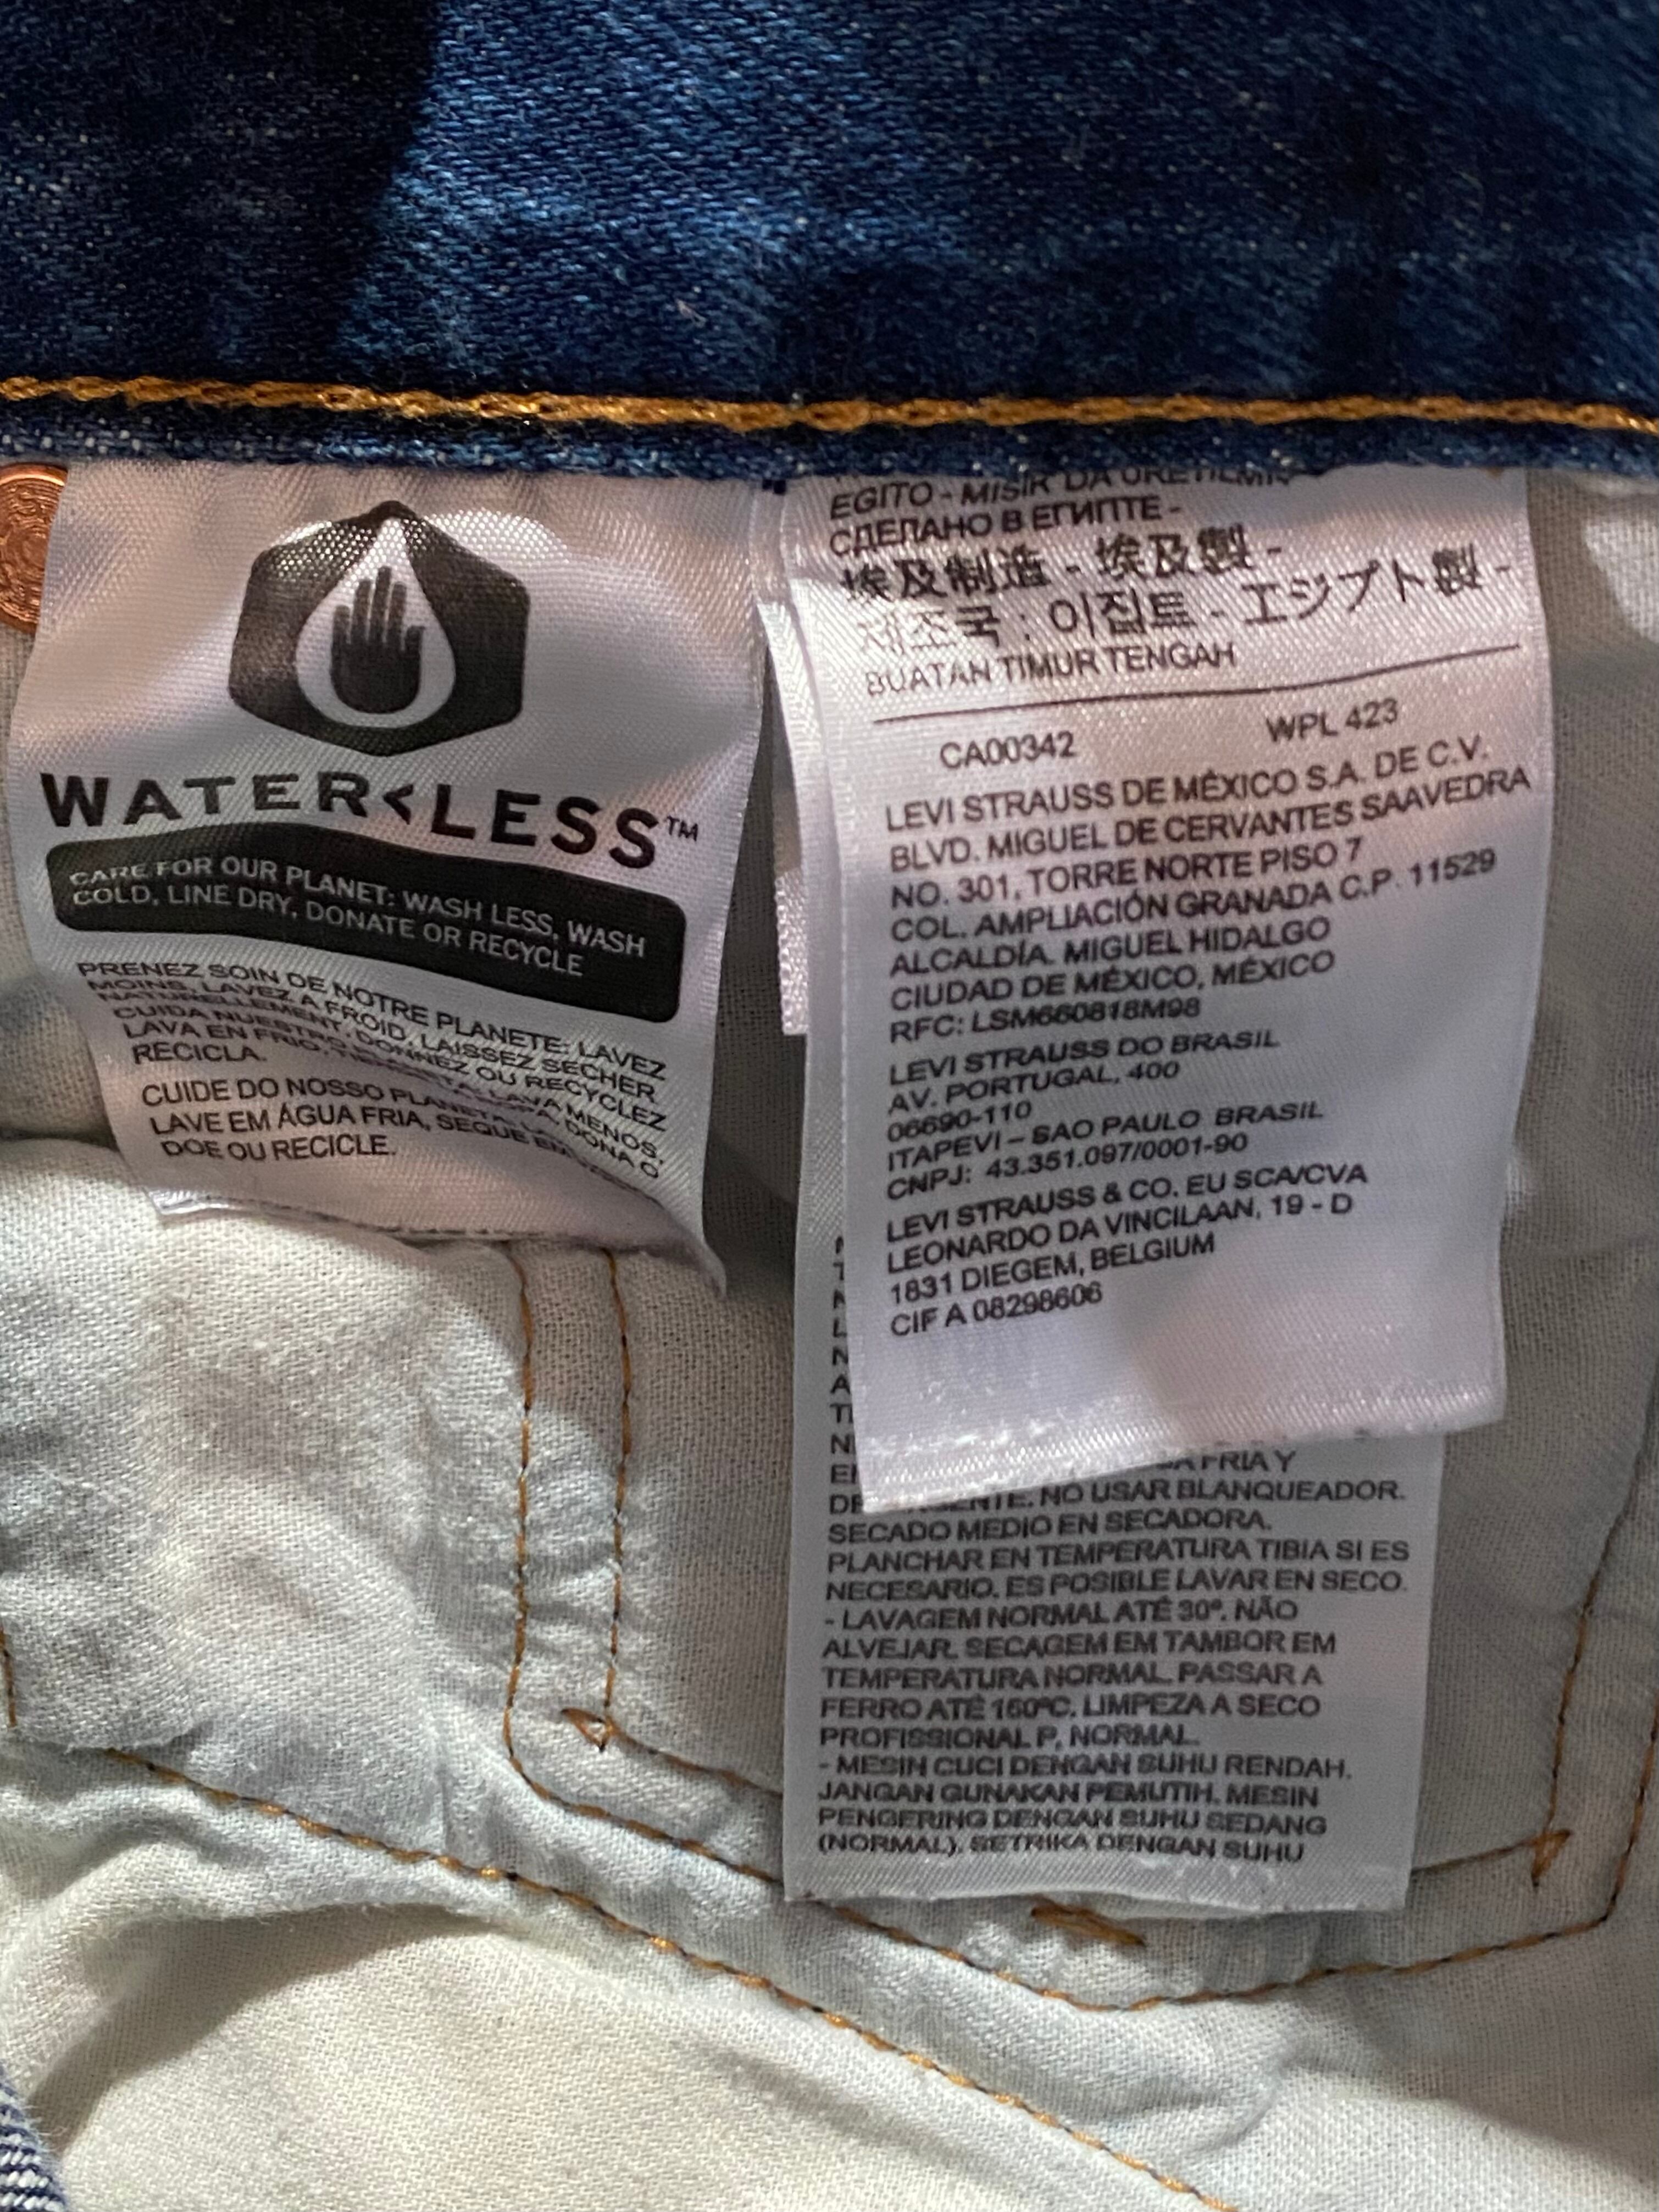 WATER<LESS™
CARE FOR OUR PLANET: WASH LESS, WASH
COLD, LINE DRY, DONATE OR RECYCLE
PRENEZ SOIN DE NOTRE PLANETE: LAVEZ
MOINS, LAVEZ A FROID, LAISSEZ SECHER
NATURELLEMENT, DONNEZ OU RECYCLEZ
CUIDA NUESTRO LAVA MENOS,
LAVA EN FRIO, DONA O
RECICLA.
CUIDE DO NOSSO PLANETA:
LAVE EM ÁGUA FRIA, SEQUE EM
DOE OU RECICLE.
EGITO - MISIR'DA ÜRETİLMİŞ
СДЕЛАНО В ЕГИПТЕ -
埃及制造 - 埃及製 -
제조국 : 이집트 - エジプト製 -
BUATAN TIMUR TENGAH
CA00342 WPL 423
LEVI STRAUSS DE MÉXICO S.A. DE C.V.
BLVD. MIGUEL DE CERVANTES SAAVEDRA
NO. 301, TORRE NORTE PISO 7
COL. AMPLIACIÓN GRANADA C.P. 11529
ALCALDÍA. MIGUEL HIDALGO
CIUDAD DE MÉXICO, MÉXICO
RFC: LSM660818M98
LEVI STRAUSS DO BRASIL
AV. PORTUGAL, 400
06690-110
ITAPEVI – SAO PAULO BRASIL
CNPJ: 43.351.097/0001-90
LEVI STRAUSS & CO. EU SCA/CVA
LEONARDO DA VINCILAAN, 19 - D
1831 DIEGEM, BELGIUM
CIF A 08298606
FRIA Y
NO USAR BLANQUEADOR.
SECADO MEDIO EN SECADORA.
PLANCHAR EN TEMPERATURA TIBIA SI ES
NECESARIO. ES POSIBLE LAVAR EN SECO.
- LAVAGEM NORMAL ATÉ 30º. NÃO
ALVEJAR. SECAGEM EM TAMBOR EM
TEMPERATURA NORMAL. PASSAR A
FERRO ATÉ 150ºC. LIMPEZA A SECO
PROFISSIONAL P, NORMAL.
- MESIN CUCI DENGAN SUHU RENDAH.
JANGAN GUNAKAN PEMUTIH. MESIN
PENGERING DENGAN SUHU SEDANG
(NORMAL). SETRIKA DENGAN SUHU